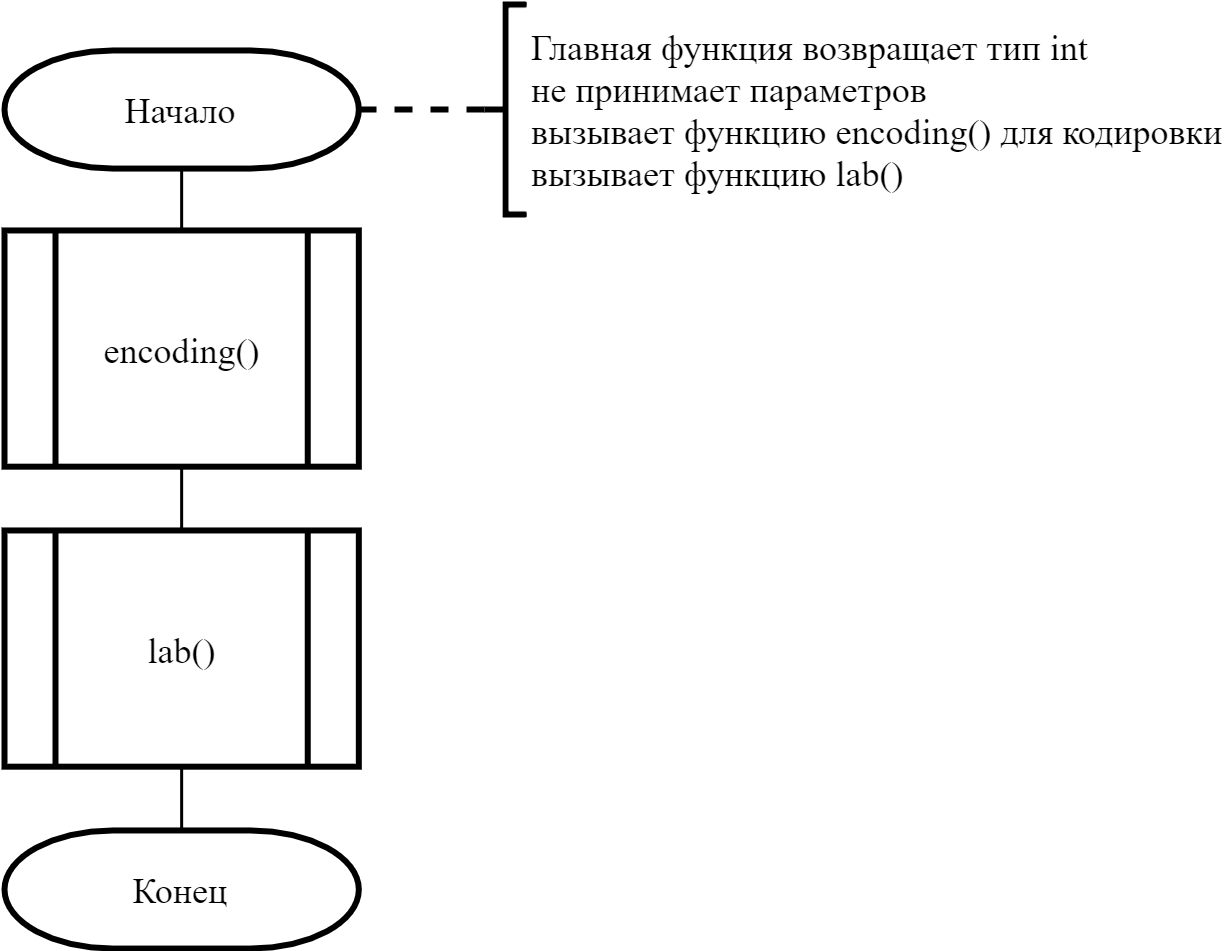 Начало
Главная функция возвращает тип int
не принимает параметров
вызывает функцию encoding() для кодировки
вызывает функцию lab()
encoding()
lab()
Конец